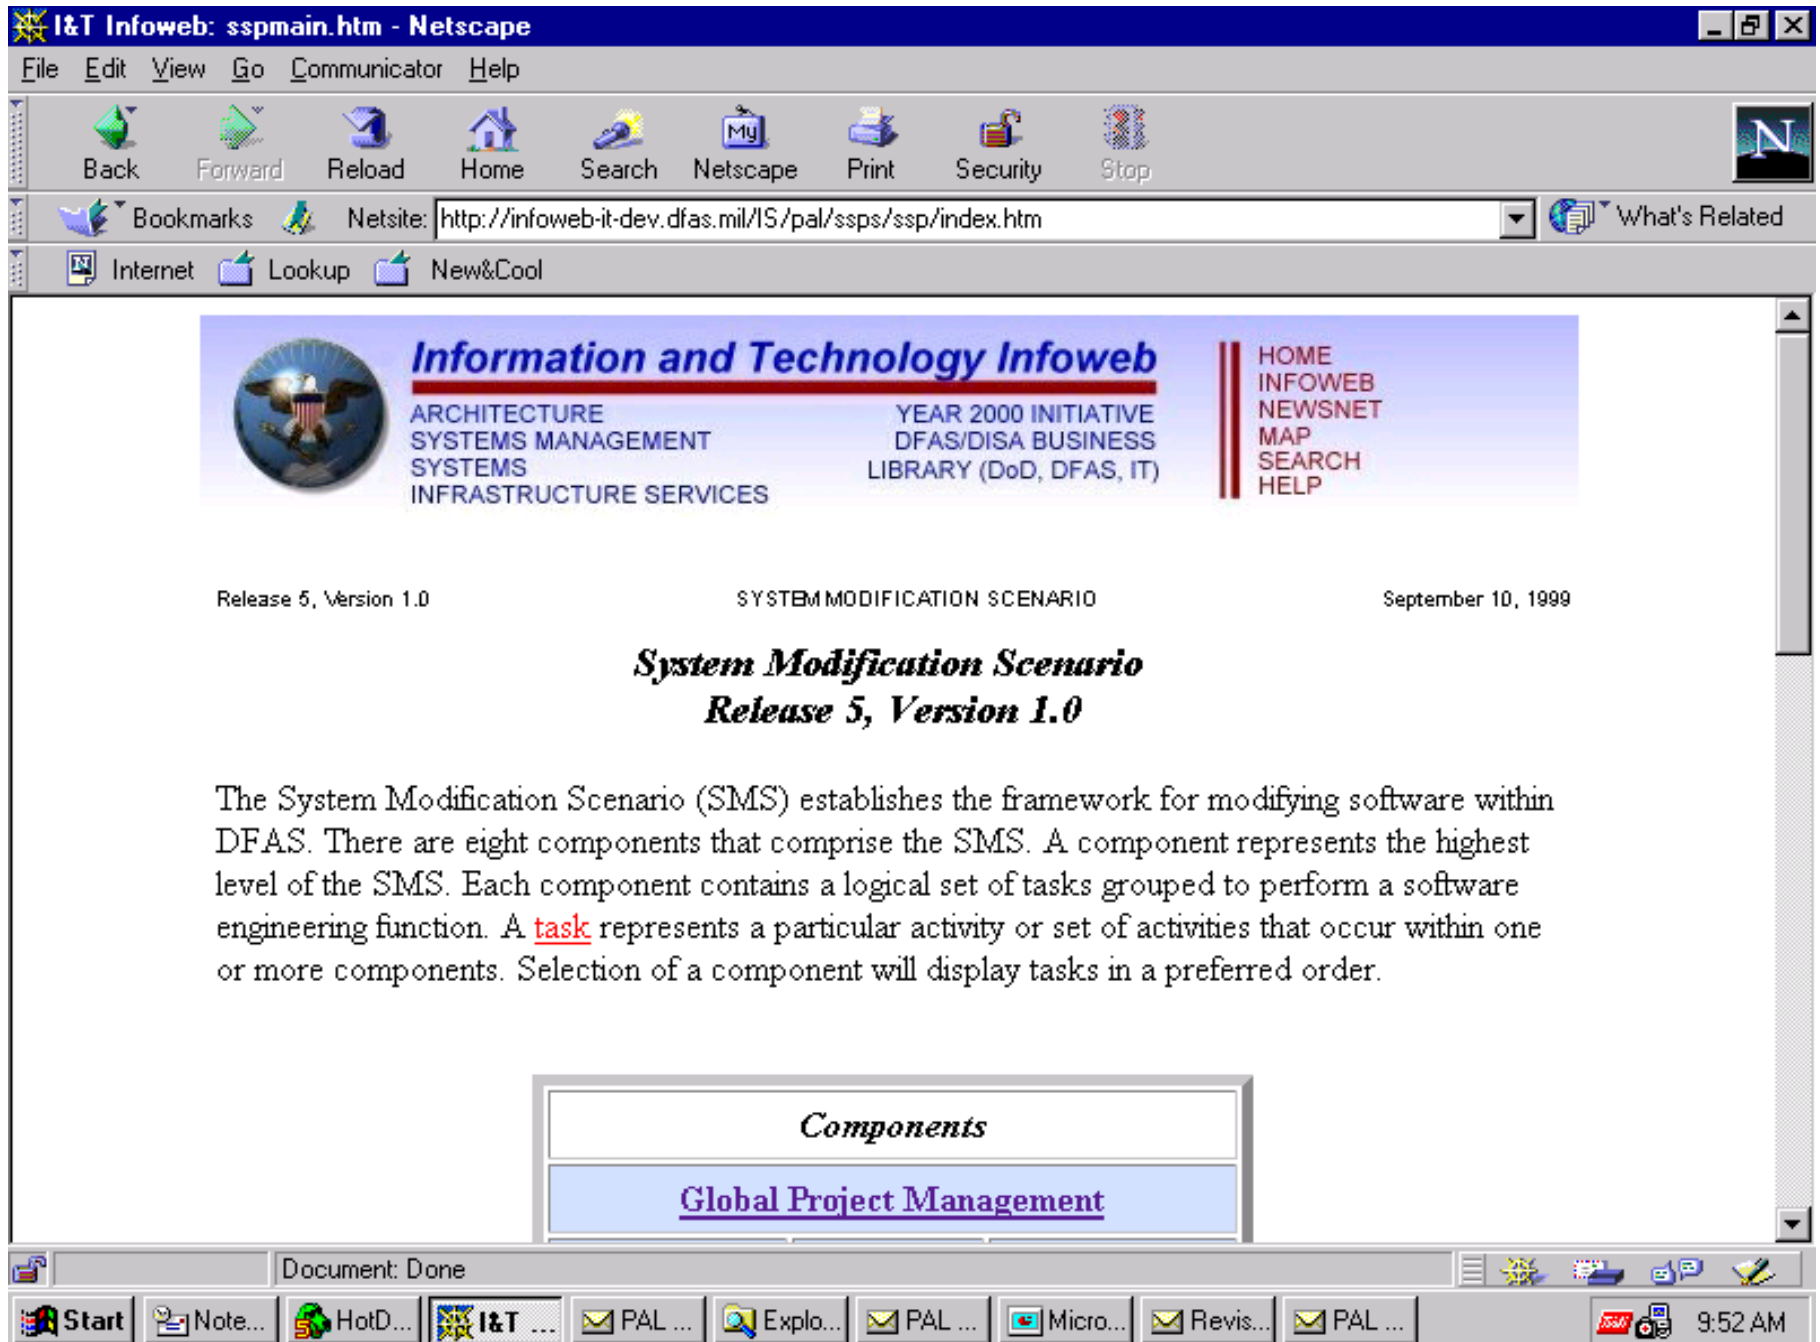 I&T Infoweb: sspmain.htm - Netscape
File Edit View Go Communicator Help
My
N
Back Forward Reload Home Search Netscape Print Security Stop
Bookmarks Netsite: http://infoweb-it-dev.dfas.mil/IS/pal/ssps/ssp/index.htm What's Related
Internet Lookup New&Cool
Information and Technology Infoweb
ARCHITECTURE
SYSTEMS MANAGEMENT
SYSTEMS
INFRASTRUCTURE SERVICES
YEAR 2000 INITIATIVE
DFAS/DISA BUSINESS
LIBRARY (DoD, DFAS, IT)
HOME
INFOWEB
NEWSNET
MAP
SEARCH
HELP
Release 5, Version 1.0 SYSTEM MODIFICATION SCENARIO September 10, 1999
System Modification Scenario
Release 5, Version 1.0
The System Modification Scenario (SMS) establishes the framework for modifying software within
DFAS. There are eight components that comprise the SMS. A component represents the highest
level of the SMS. Each component contains a logical set of tasks grouped to perform a software
engineering function. A task represents a particular activity or set of activities that occur within one
or more components. Selection of a component will display tasks in a preferred order.
Components
Global Project Management
Document: Done
Start Note... HotD... I&T ... PAL ... Explo... PAL ... Micro... Revis... PAL ... 9:52 AM